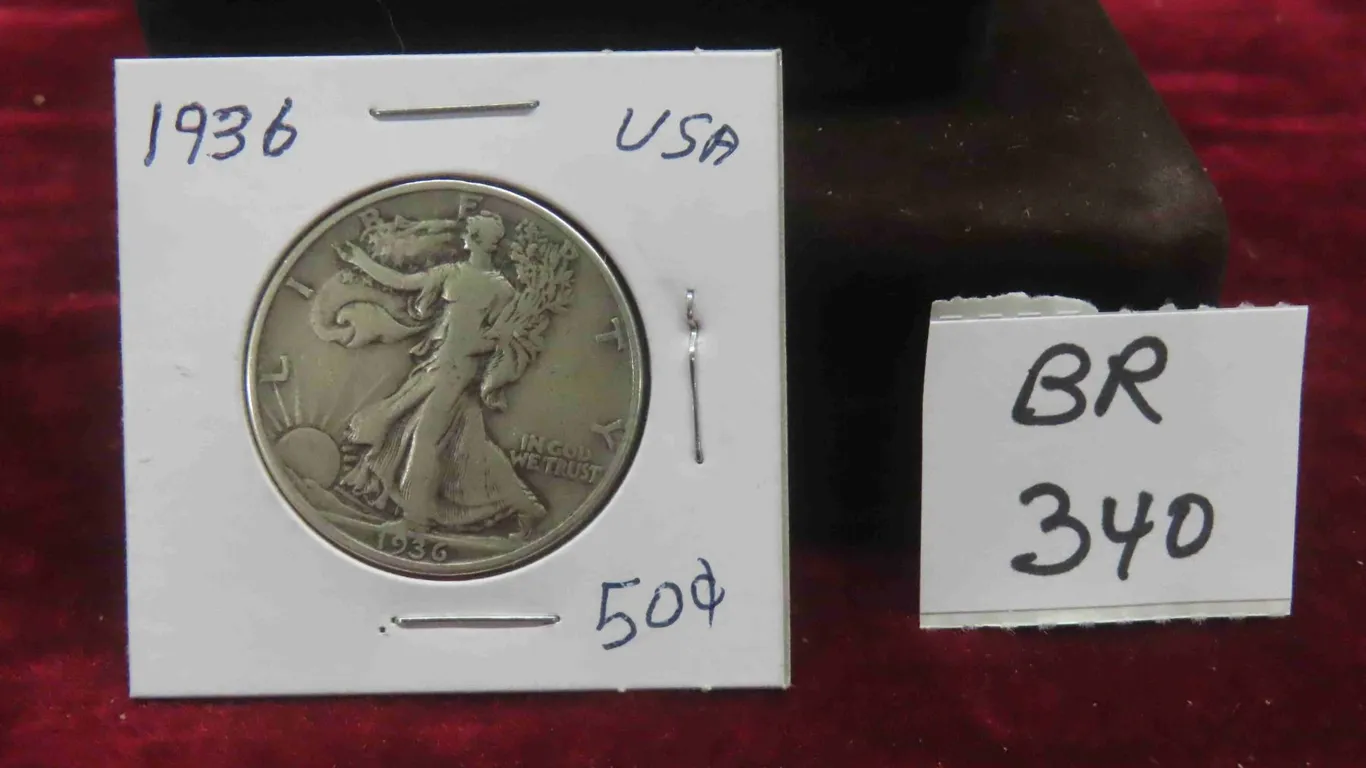 1936
USA
LIBERTY
IN GOD
WE TRUST
1936
50¢
BR
340